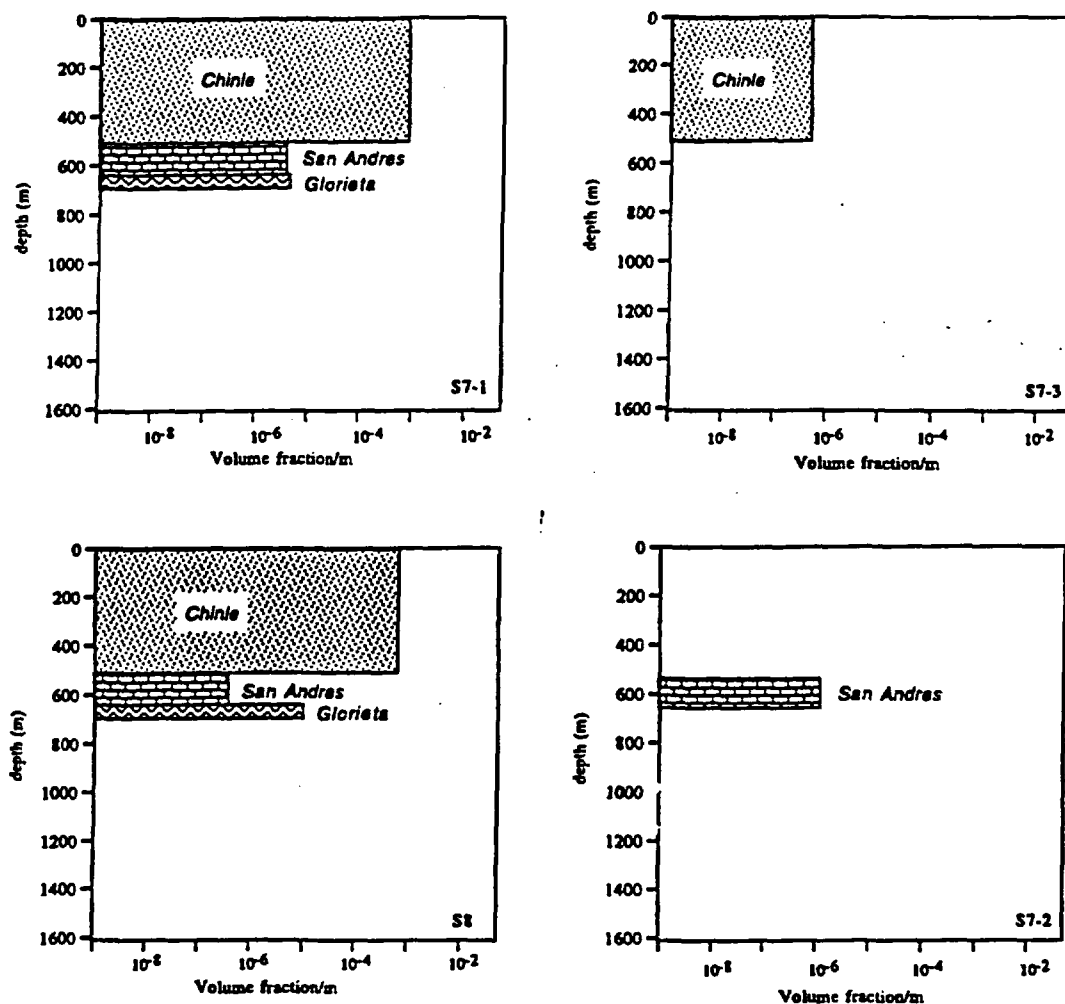 0
200
400
600
800
1000
1200
1400
1600
depth (m)
Chinle
San Andres
Glorieta
S7-1
10-8
10-6
10-4
10-2
Volume fraction/m
0
200
400
600
800
1000
1200
1400
1600
depth (m)
Chinle
S7-3
10-8
10-6
10-4
10-2
Volume fraction/m
0
200
400
600
800
1000
1200
1400
1600
depth (m)
Chinle
San Andres
Glorieta
S8
10-8
10-6
10-4
10-2
Volume fraction/m
0
200
400
600
800
1000
1200
1400
1600
depth (m)
San Andres
S7-2
10-8
10-6
10-4
10-2
Volume fraction/m